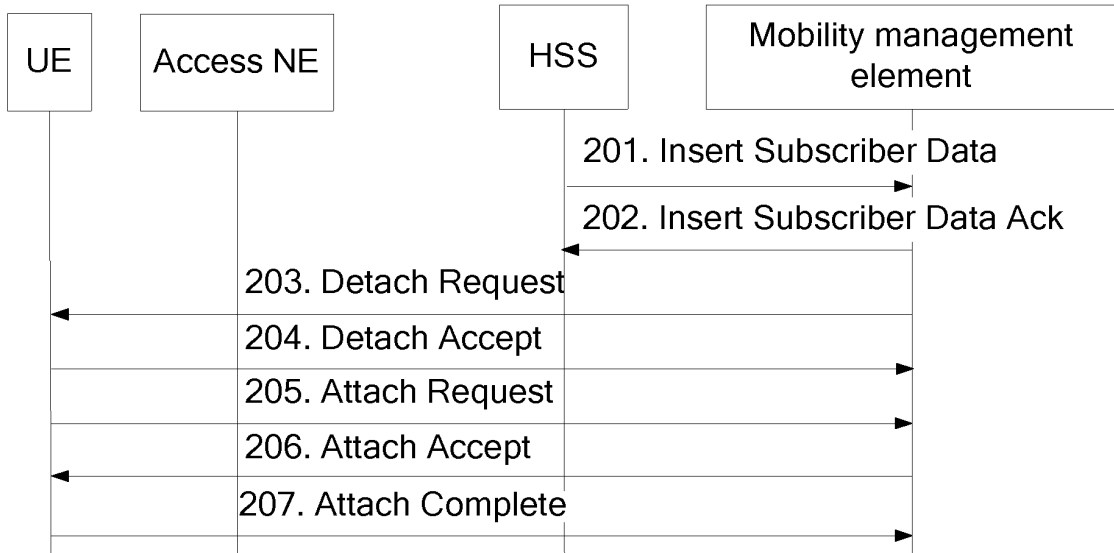 UE
Access NE
HSS
Mobility management
element
201. Insert Subscriber Data
202. Insert Subscriber Data Ack
203. Detach Request
204. Detach Accept
205. Attach Request
206. Attach Accept
207. Attach Complete